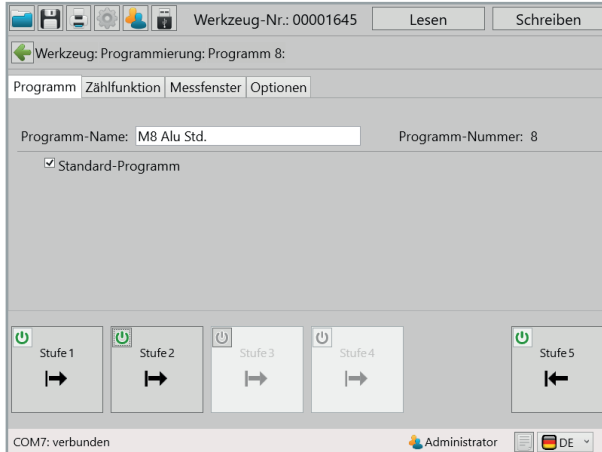 Werkzeug-Nr.: 00001645 Lesen Schreiben
Werkzeug: Programmierung: Programm 8:
Programm Zählfunktion Messfenster Optionen
Programm-Name: M8 Alu Std. Programm-Nummer: 8
Standard-Programm
Stufe 1 Stufe 2 Stufe 3 Stufe 4 Stufe 5
COM7: verbunden Administrator DE